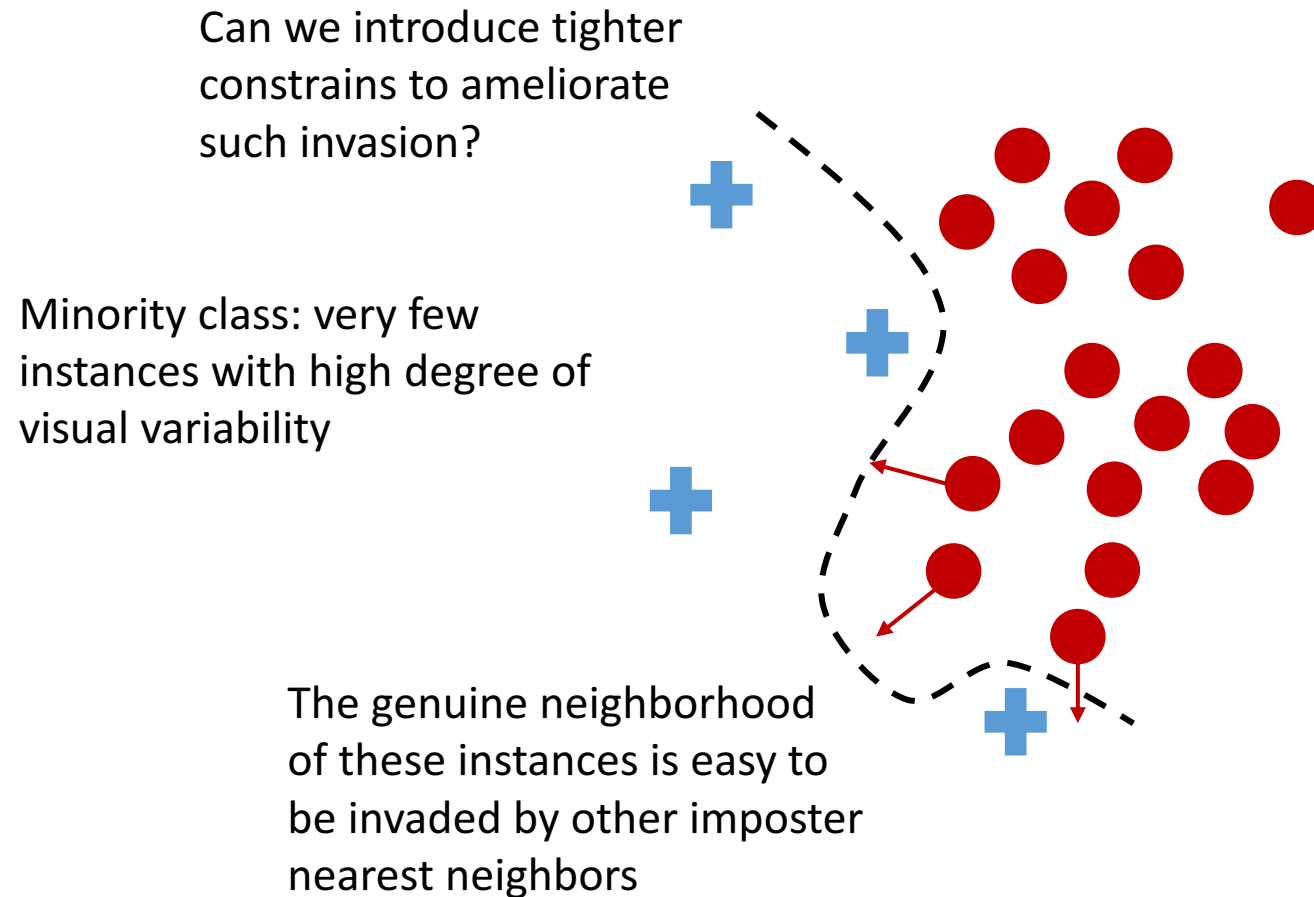 Can we introduce tighter
constrains to ameliorate
such invasion?
Minority class: very few
instances with high degree of
visual variability
The genuine neighborhood
of these instances is easy to
be invaded by other imposter
nearest neighbors